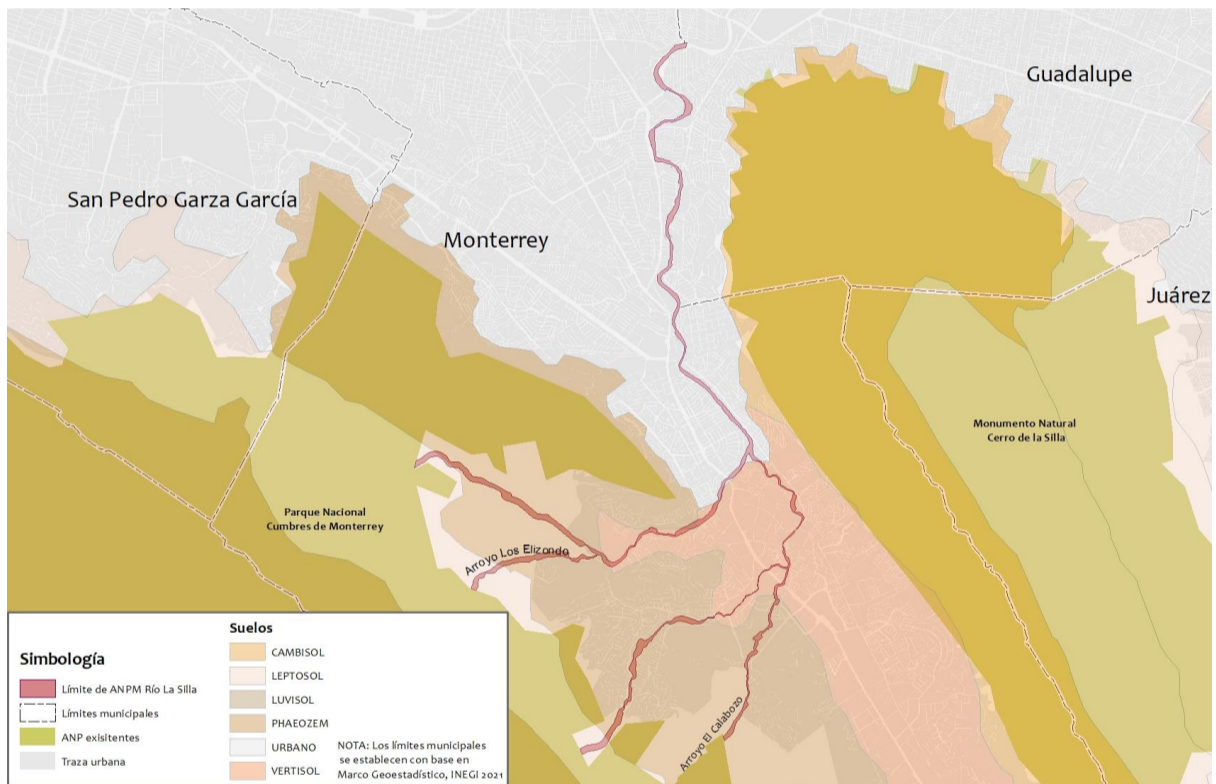 Guadalupe
San Pedro Garza García
Monterrey
Juárez
Monumento Natural
Cerro de la Silla
Parque Nacional
Cumbres de Monterrey
Arroyo Los Elizondo
Arroyo El Calabozo
Simbología
Límite de ANPM Río La Silla
Límites municipales
ANP exisitentes
Traza urbana
Suelos
CAMBISOL
LEPTOSOL
LUVISOL
PHAEOZEM
URBANO
VERTISOL
NOTA: Los límites municipales
se establecen con base en
Marco Geoestadístico, INEGI 2021